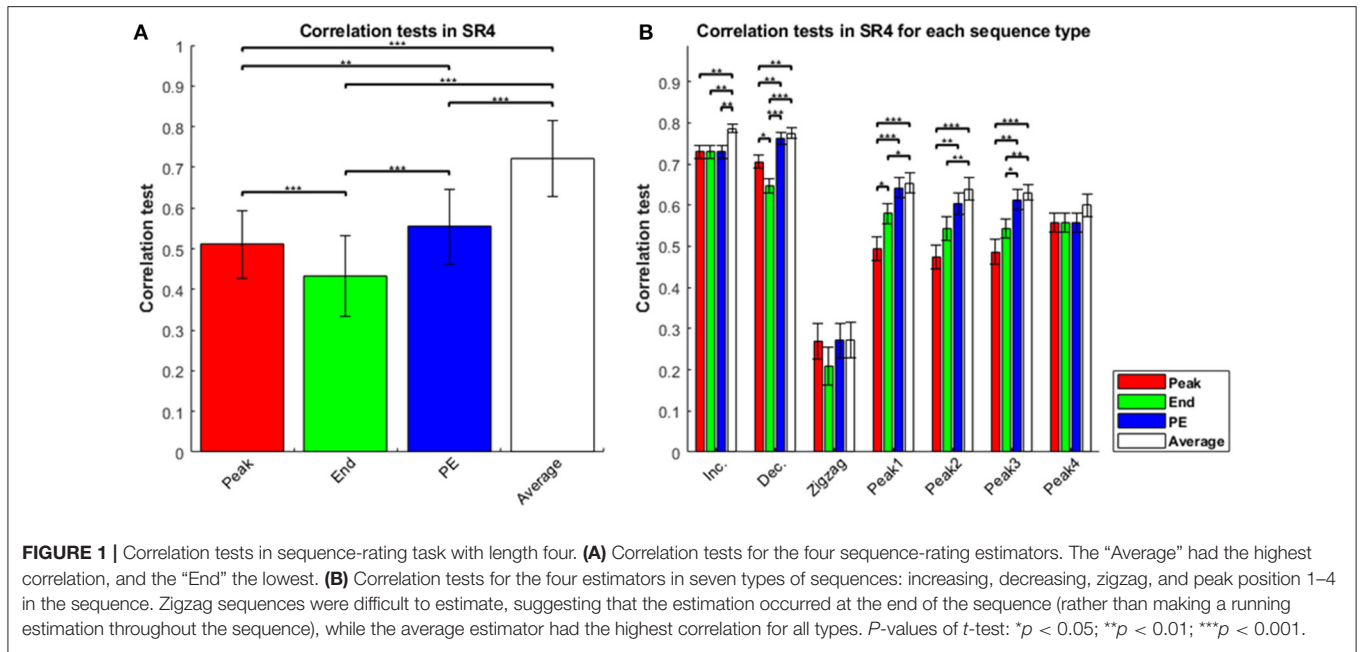 A
Correlation tests in SR4
Correlation test
1
0.9
0.8
0.7
0.6
0.5
0.4
0.3
0.2
0.1
0
***
**
***
***
***
***
Peak
End
PE
Average
B
Correlation tests in SR4 for each sequence type
Correlation test
0.9
0.8
0.7
0.6
0.5
0.4
0.3
0.2
0.1
0
**
**
**
**
**
***
***
*
***
***
*
*
***
**
**
***
**
**
*
Inc.
Dec.
Zigzag
Peak1
Peak2
Peak3
Peak4
Peak
End
PE
Average
FIGURE 1 | Correlation tests in sequence-rating task with length four. (A) Correlation tests for the four sequence-rating estimators. The “Average” had the highest
correlation, and the “End” the lowest. (B) Correlation tests for the four estimators in seven types of sequences: increasing, decreasing, zigzag, and peak position 1–4
in the sequence. Zigzag sequences were difficult to estimate, suggesting that the estimation occurred at the end of the sequence (rather than making a running
estimation throughout the sequence), while the average estimator had the highest correlation for all types. P-values of t-test: *p < 0.05; **p < 0.01; ***p < 0.001.